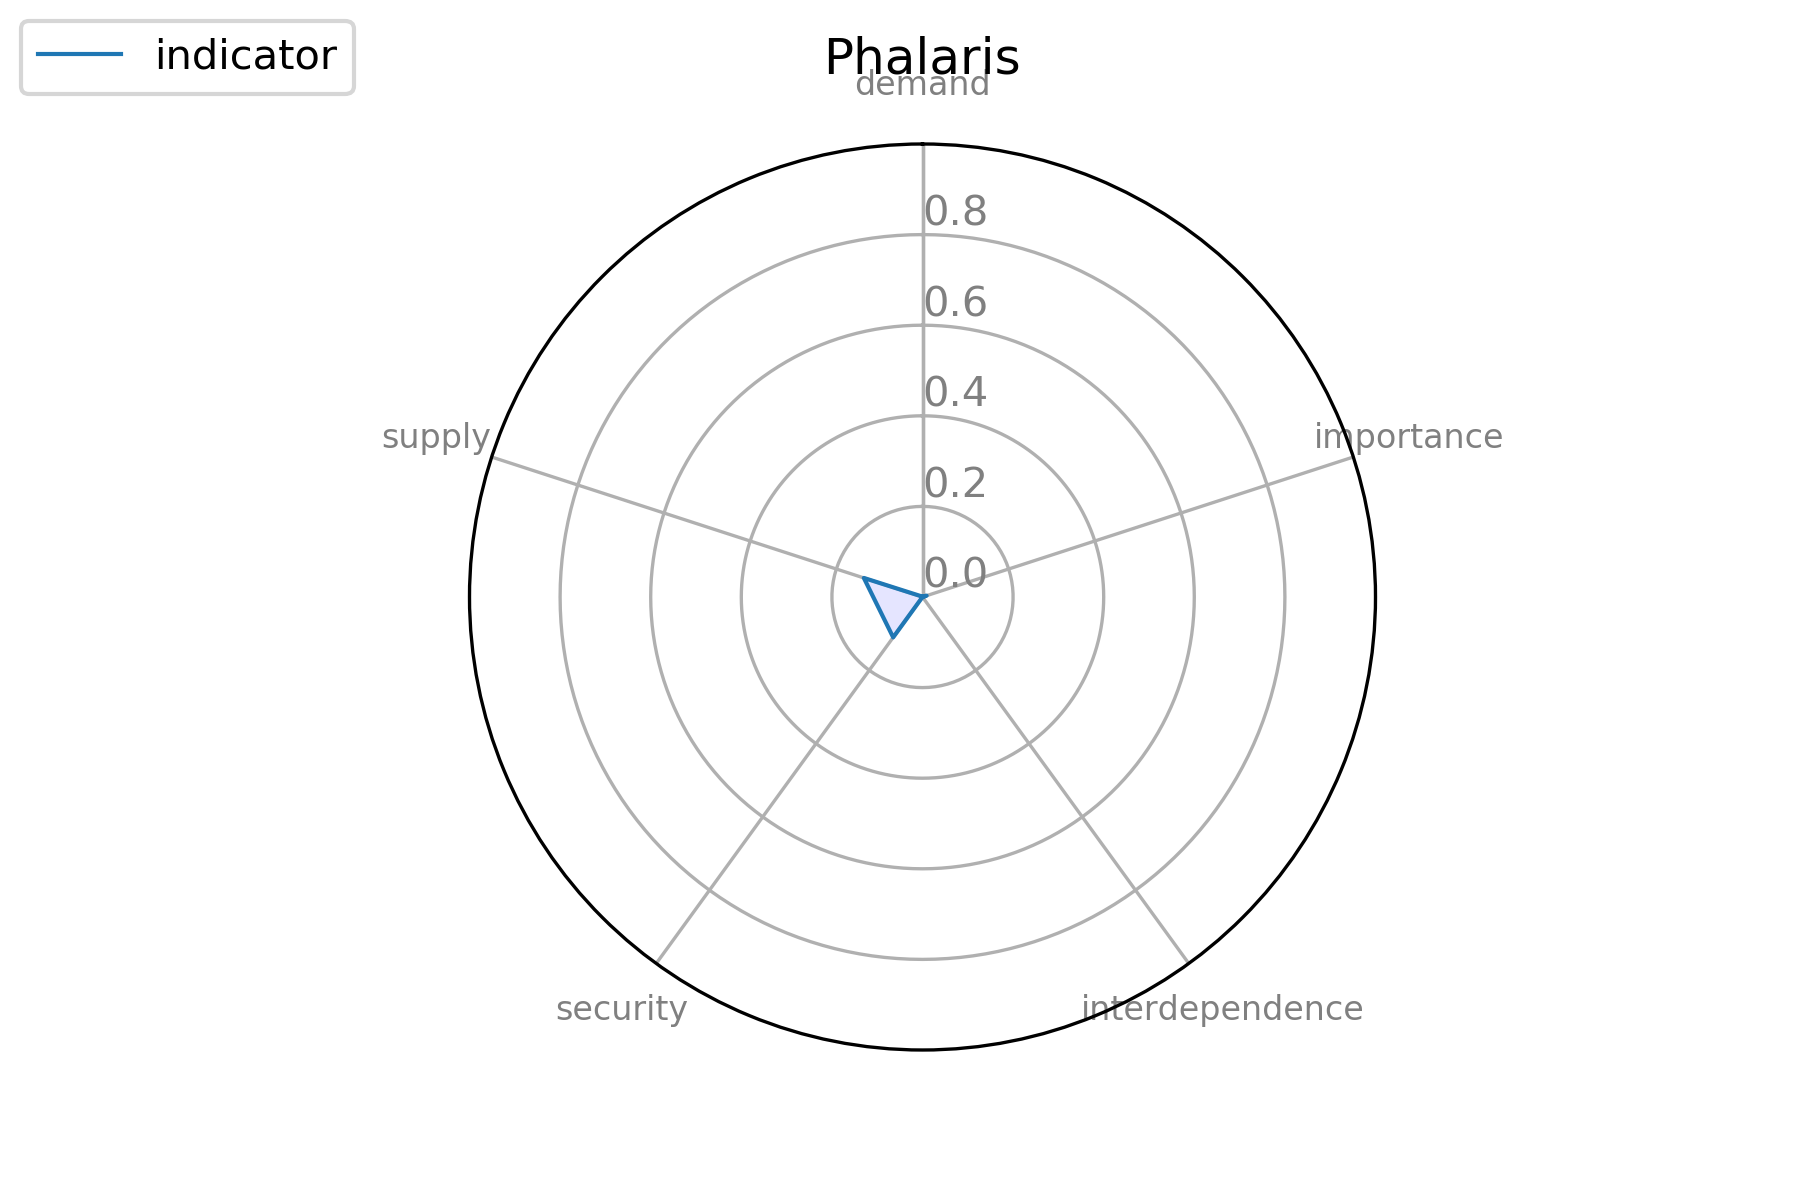 indicator
Phalaris
demand
0.8
0.6
0.4
supply
importance
0.2
0.0
security
interdependence